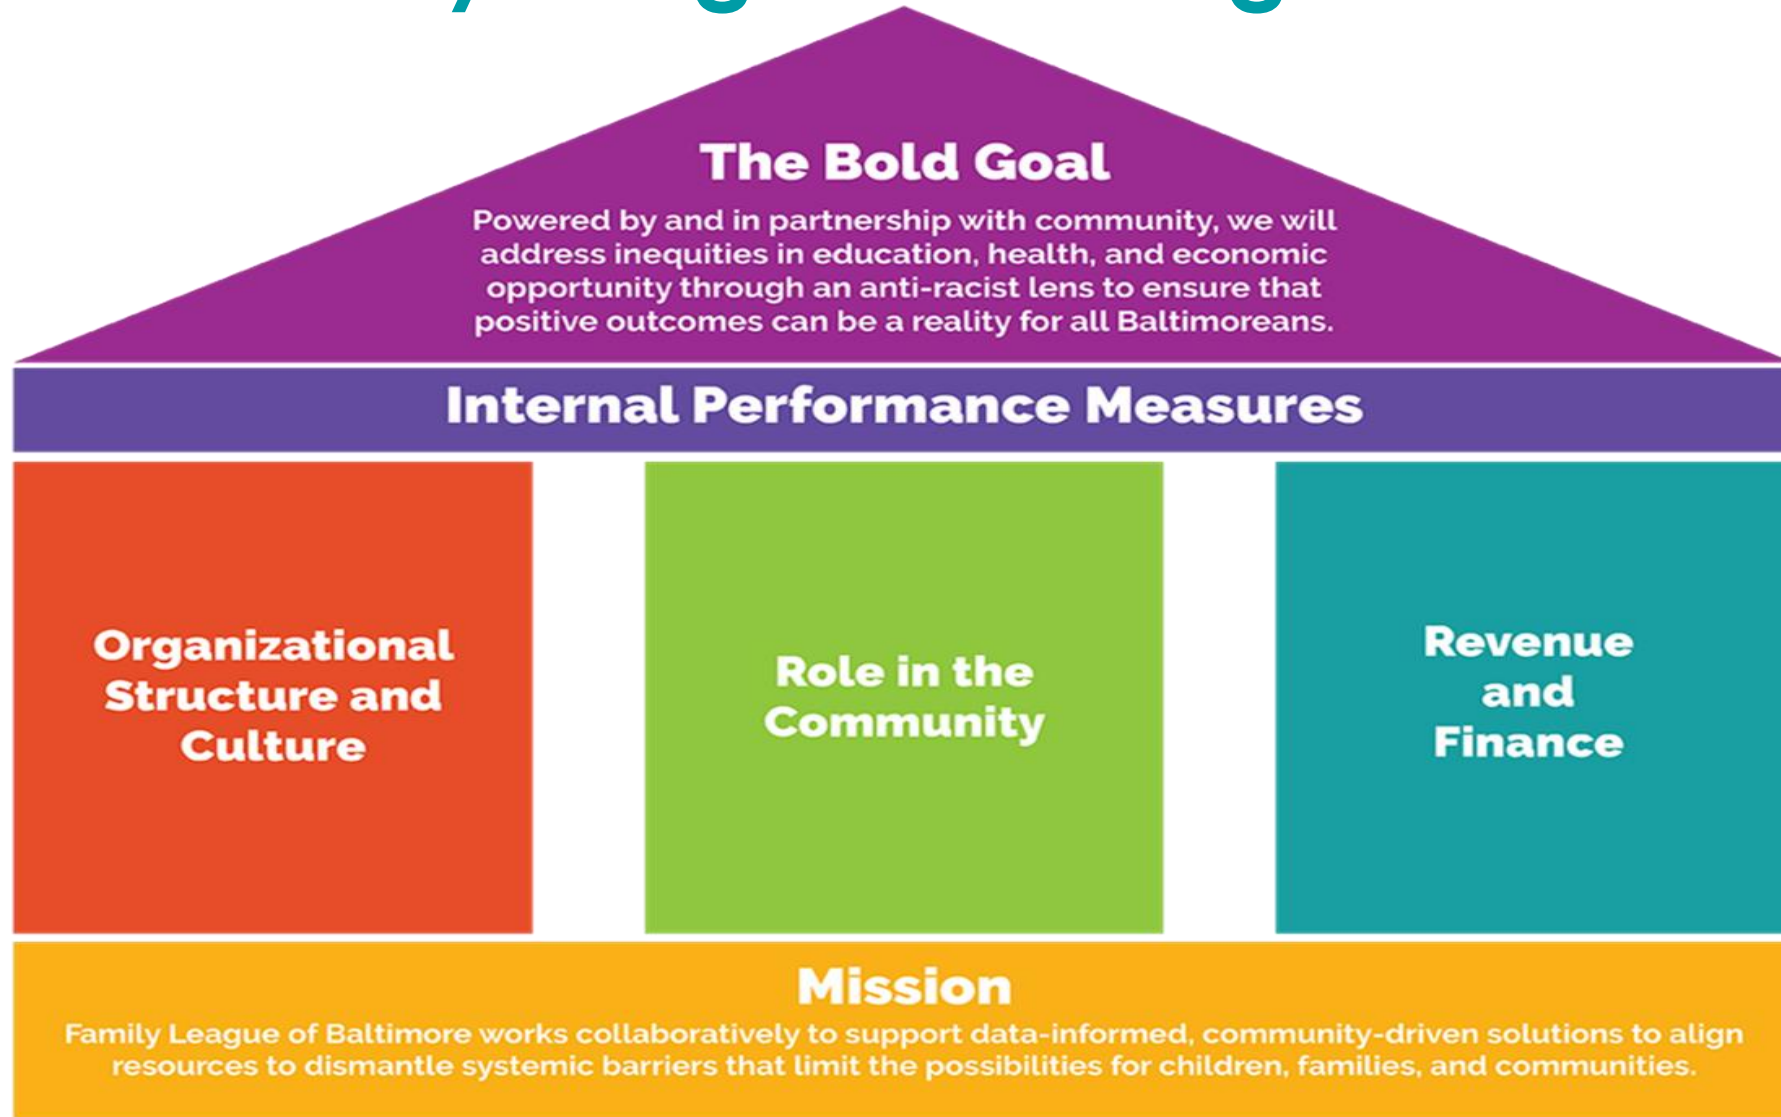 The Bold Goal
Powered by and in partnership with community, we will
address inequities in education, health, and economic
opportunity through an anti-racist lens to ensure that
positive outcomes can be a reality for all Baltimoreans.
Internal Performance Measures
Organizational
Structure and
Culture
Role in the
Community
Revenue
and
Finance
Mission
Family League of Baltimore works collaboratively to support data-informed, community-driven solutions to align
resources to dismantle systemic barriers that limit the possibilities for children, families, and communities.